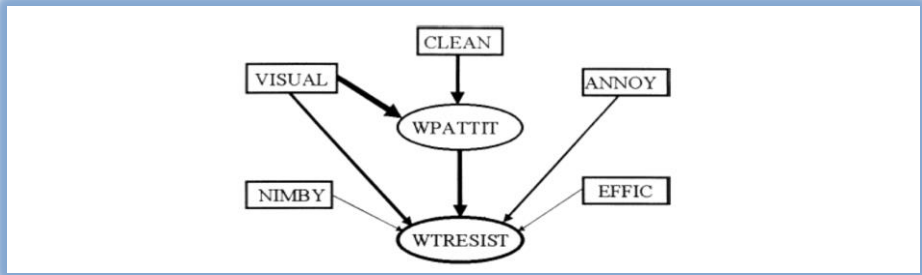 CLEAN
VISUAL
ANNOY
WPATTIT
NIMBY
EFFIC
WTRESIST